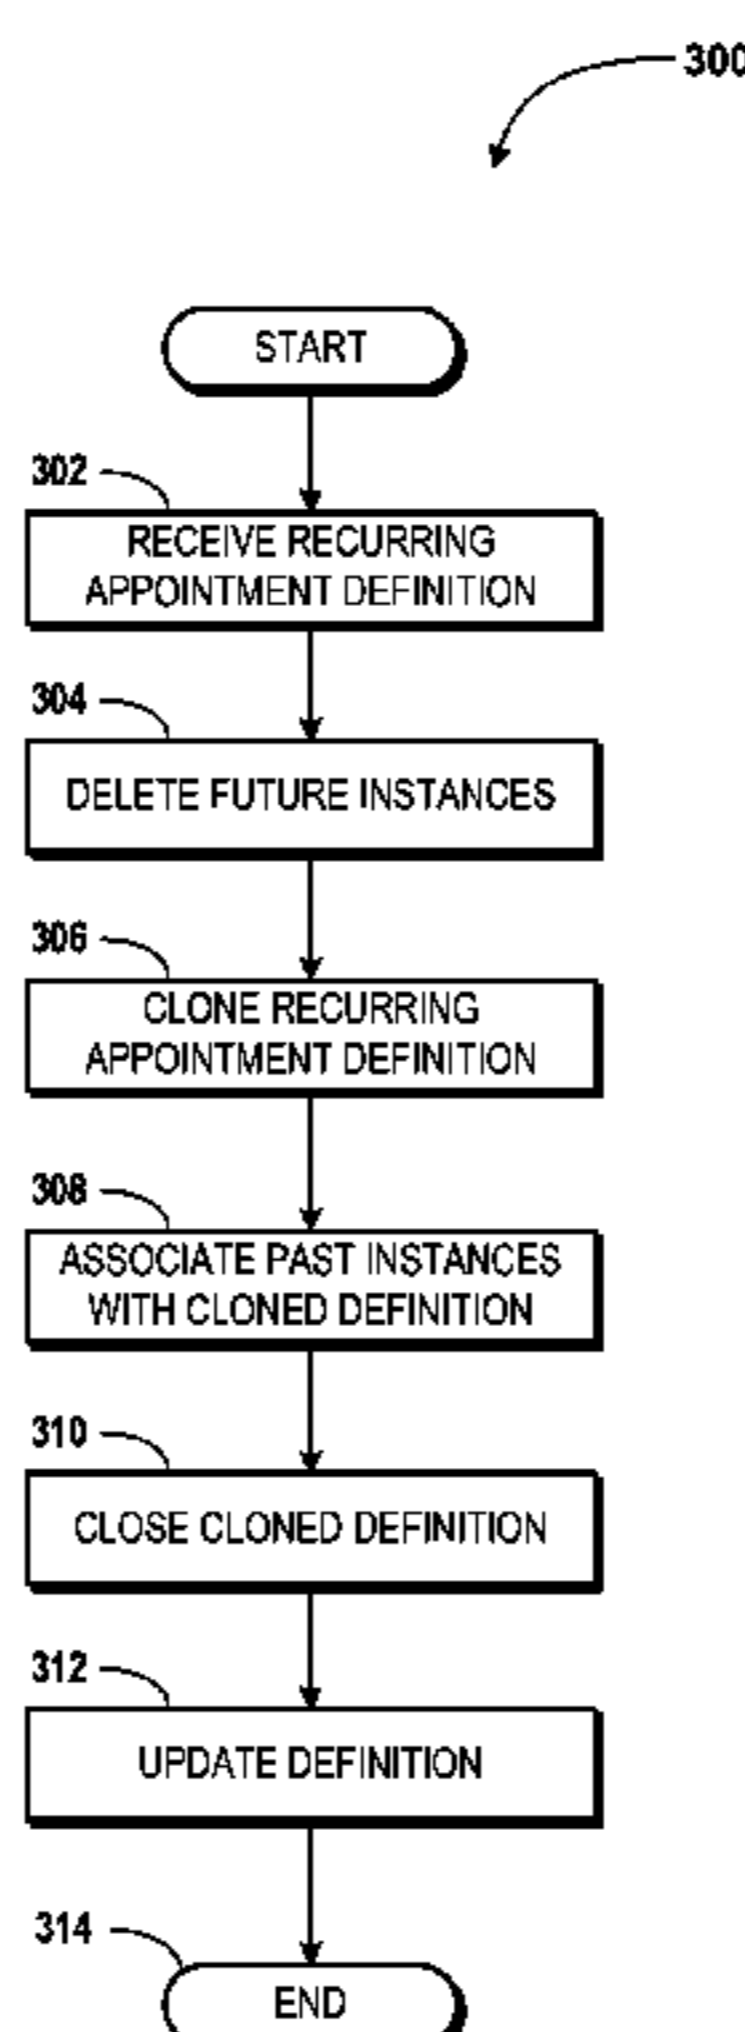 300
START
302
RECEIVE RECURRING
APPOINTMENT DEFINITION
304
DELETE FUTURE INSTANCES
306
CLONE RECURRING
APPOINTMENT DEFINITION
308
ASSOCIATE PAST INSTANCES
WITH CLONED DEFINITION
310
CLOSE CLONED DEFINITION
312
UPDATE DEFINITION
314
END